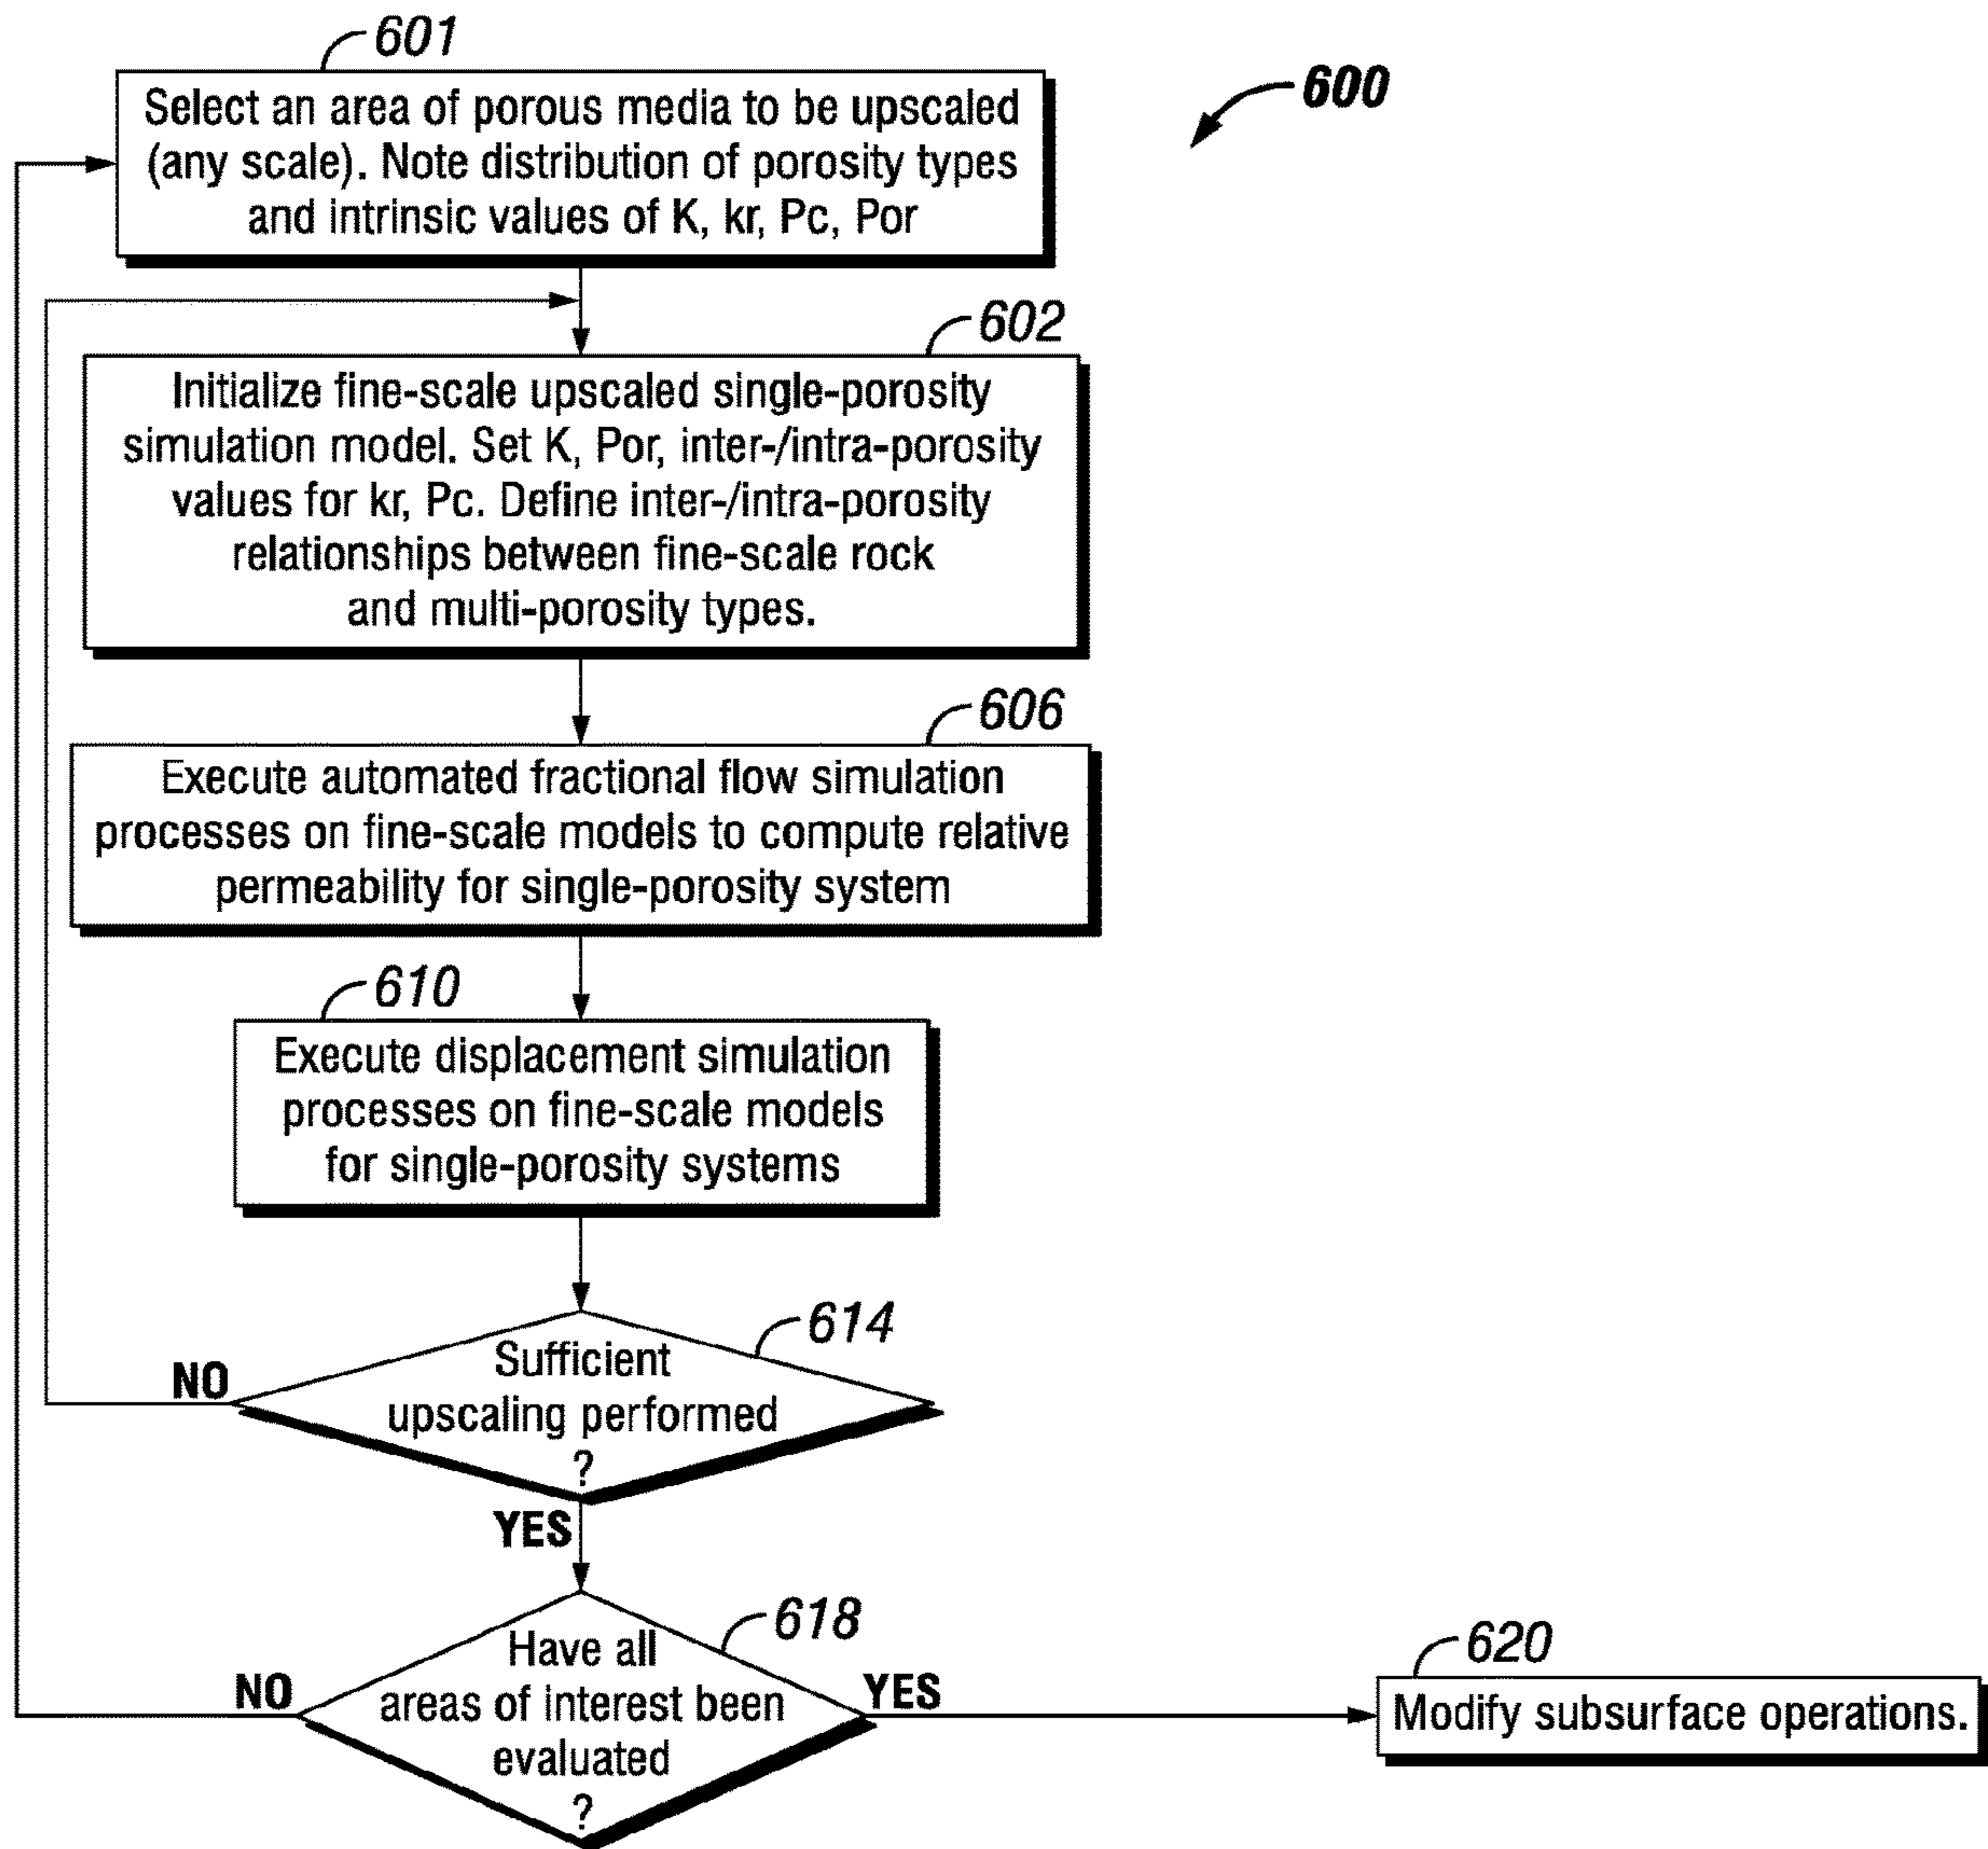 601
600
Select an area of porous media to be upscaled
(any scale). Note distribution of porosity types
and intrinsic values of K, kr, Pc, Por
602
Initialize fine-scale upscaled single-porosity
simulation model. Set K, Por, inter-/intra-porosity
values for kr, Pc. Define inter-/intra-porosity
relationships between fine-scale rock
and multi-porosity types.
606
Execute automated fractional flow simulation
processes on fine-scale models to compute relative
permeability for single-porosity system
610
Execute displacement simulation
processes on fine-scale models
for single-porosity systems
614
Sufficient
upscaling performed
?
NO
YES
618
Have all
areas of interest been
evaluated
?
NO
YES
620
Modify subsurface operations.